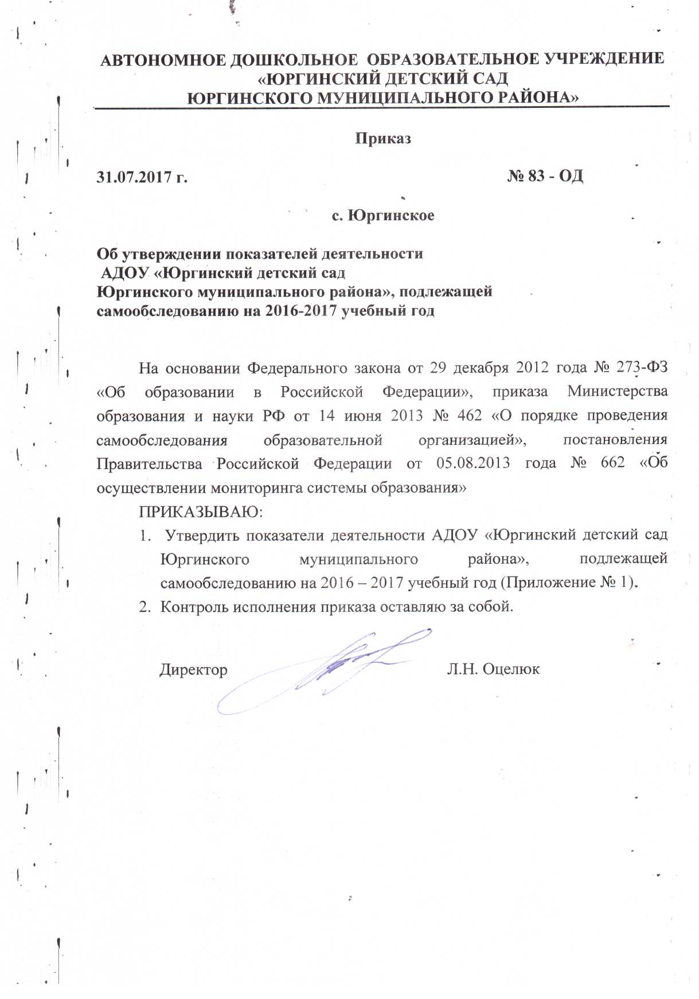 АВТОНОМНОЕ ДОШКОЛЬНОЕ ОБРАЗОВАТЕЛЬНОЕ УЧРЕЖДЕНИЕ
«ЮРГИНСКИЙ ДЕТСКИЙ САД
ЮРГИНСКОГО МУНИЦИПАЛЬНОГО РАЙОНА»
Приказ
31.07.2017 г. № 83 - ОД
с. Юргинское
Об утверждении показателей деятельности
АДОУ «Юргинский детский сад
Юргинского муниципального района», подлежащей
самообследованию на 2016-2017 учебный год
На основании Федерального закона от 29 декабря 2012 года № 273-ФЗ
«Об образовании в Российской Федерации», приказа Министерства
образования и науки РФ от 14 июня 2013 № 462 «О порядке проведения
самообследования образовательной организацией», постановления
Правительства Российской Федерации от 05.08.2013 года № 662 «Об
осуществлении мониторинга системы образования»
ПРИКАЗЫВАЮ:
1. Утвердить показатели деятельности АДОУ «Юргинский детский сад
Юргинского муниципального района», подлежащей
самообследованию на 2016 – 2017 учебный год (Приложение № 1).
2. Контроль исполнения приказа оставляю за собой.
Директор Л.Н. Оцелюк